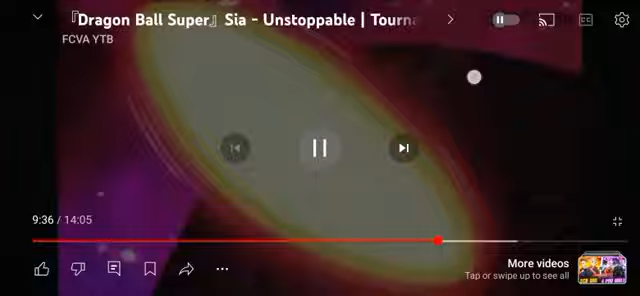 『Dragon Ball Super』 Sia - Unstoppable | Tourna
FCVA YTB
9:36 / 14:05
More videos
Tap or swipe up to see all